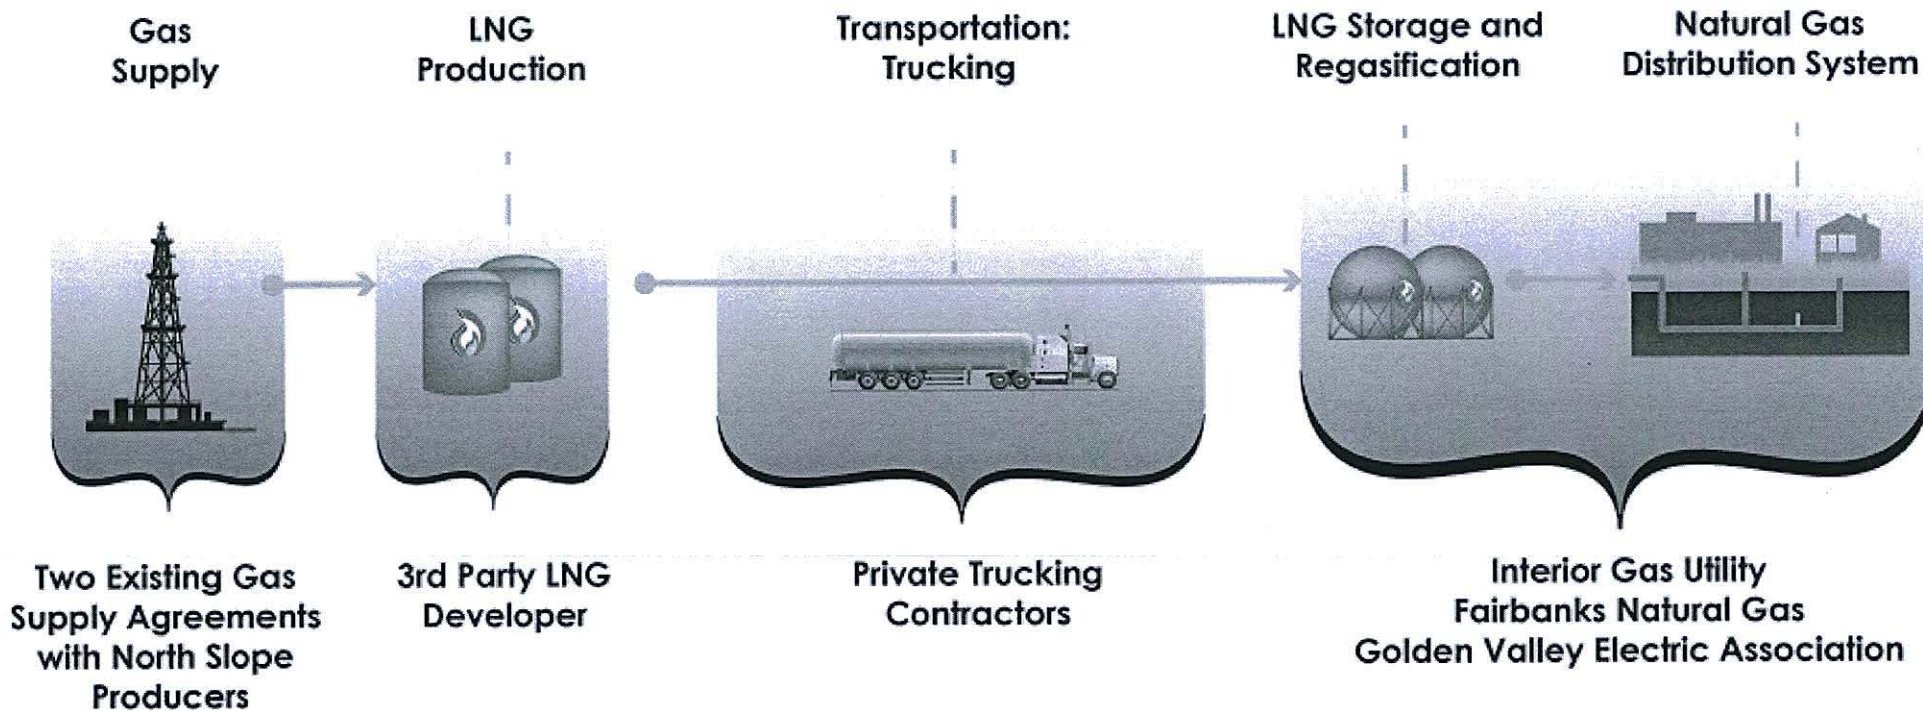 Gas
Supply
LNG
Production
Transportation:
Trucking
LNG Storage and
Regasification
Natural Gas
Distribution System
Two Existing Gas
Supply Agreements
with North Slope
Producers
3rd Party LNG
Developer
Private Trucking
Contractors
Interior Gas Utility
Fairbanks Natural Gas
Golden Valley Electric Association